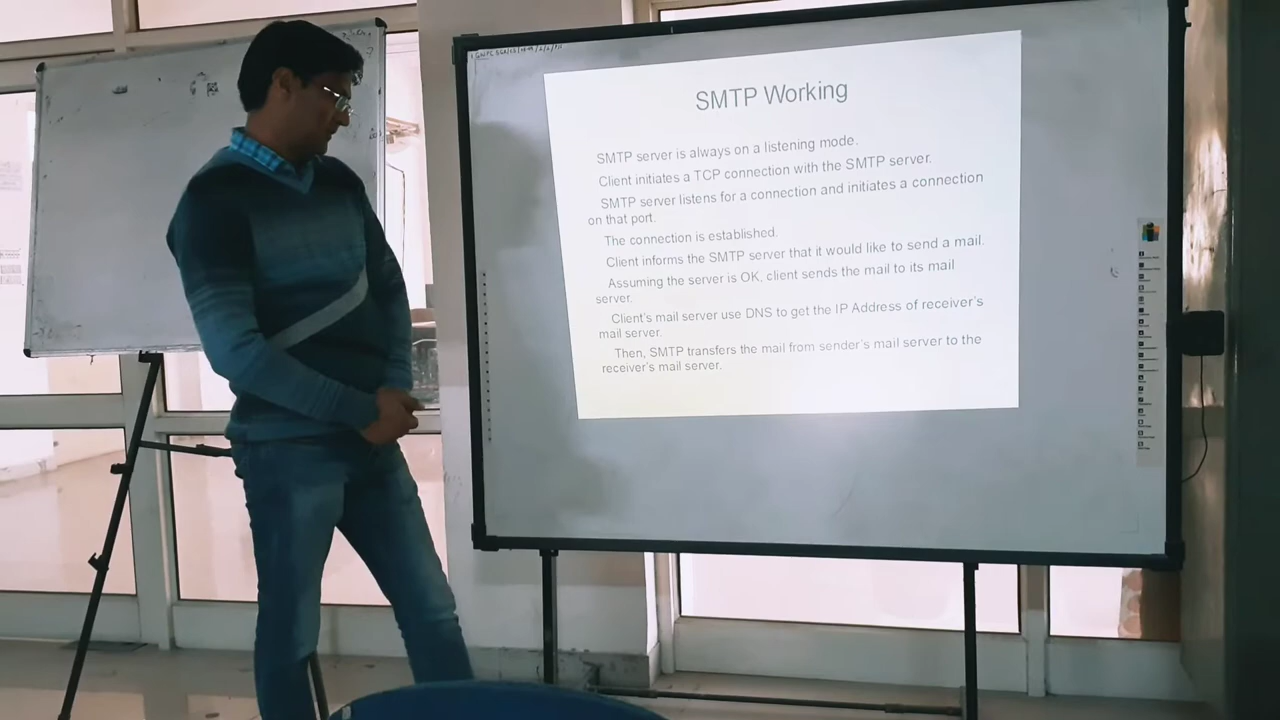 SMTP Working
SMTP server is always on a listening mode.
Client initiates a TCP connection with the SMTP server.
SMTP server listens for a connection and initiates a connection
on that port.
The connection is established.
Client informs the SMTP server that it would like to send a mail.
Assuming the server is OK, client sends the mail to its mail
server.
Client's mail server use DNS to get the IP Address of receiver's
mail server.
Then, SMTP transfers the mail from sender's mail server to the
receiver's mail server.